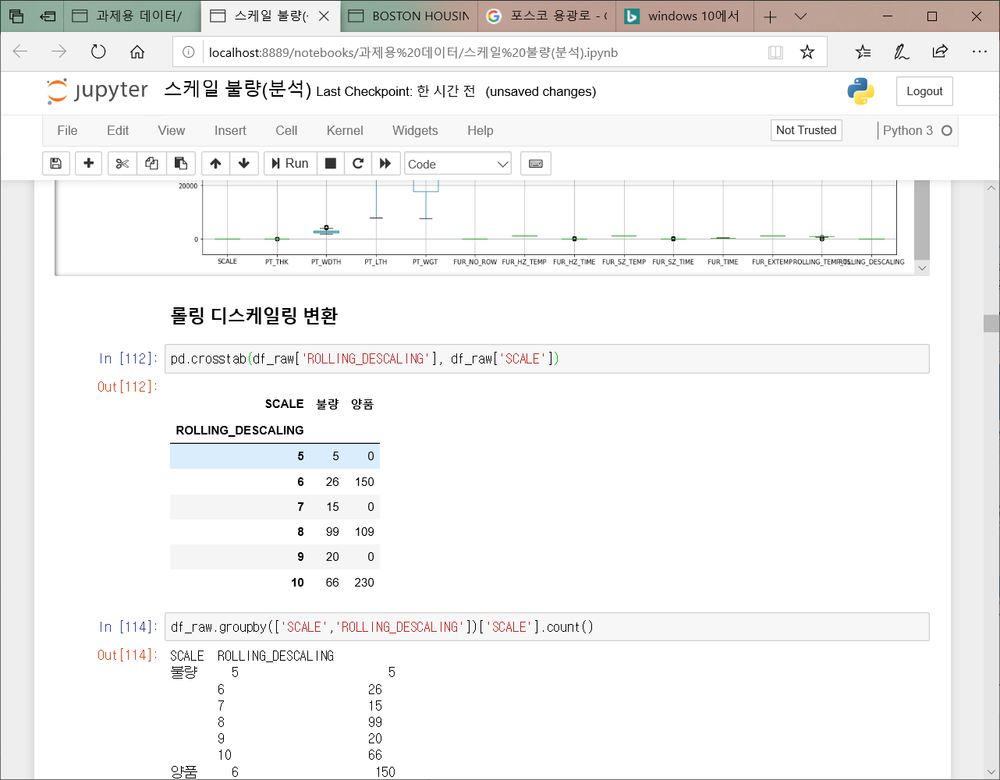 과제용 데이터/
스케일 불량(·
BOSTON HOUSIN
포스코 용광로 - G
windows 10에서
localhost:8889/notebooks/과제용%20데이터/스케일%20불량(분석).ipynb
jupyter 스케일 불량(분석) Last Checkpoint: 한 시간 전 (unsaved changes)
Logout
File Edit View Insert Cell Kernel Widgets Help
Not Trusted
Python 3
Run
Code
20000
0
SCALE PT_THK PT_WDTH PT_LTH PT_WGT FUR_NO_ROW FUR_HZ_TEMP FUR_HZ_TIME FUR_SZ_TEMP FUR_SZ_TIME FUR_TIME FUR_EXTEMP
롤링 디스케일링 변환
In [112]: pd.crosstab(df_raw['ROLLING_DESCALING'], df_raw['SCALE'])
Out[112]:
SCALE 불량 양품
ROLLING_DESCALING
5 5 0
6 26 150
7 15 0
8 99 109
9 20 0
10 66 230
In [114]: df_raw.groupby(['SCALE','ROLLING_DESCALING'])['SCALE'].count()
Out[114]: SCALE ROLLING_DESCALING
불량 5 5
6 26
7 15
8 99
9 20
10 66
양품 6 150